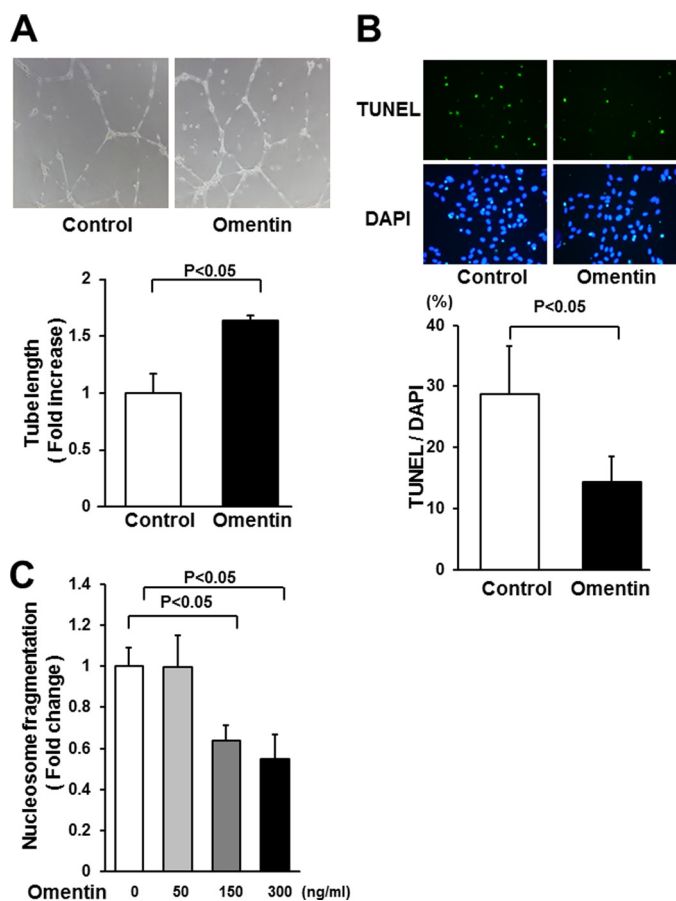 A
Control Omentin
P<0.05
2
1.5
1
0.5
0
Tube length
( Fold increase)
Control Omentin
B
TUNEL
DAPI
Control Omentin
(%)
P<0.05
40
30
20
10
0
TUNEL / DAPI
Control Omentin
C
P<0.05
P<0.05
1.4
1.2
1
0.8
0.6
0.4
0.2
0
Nucleosome fragmentation
( Fold change)
Omentin 0 50 150 300 (ng/ml)